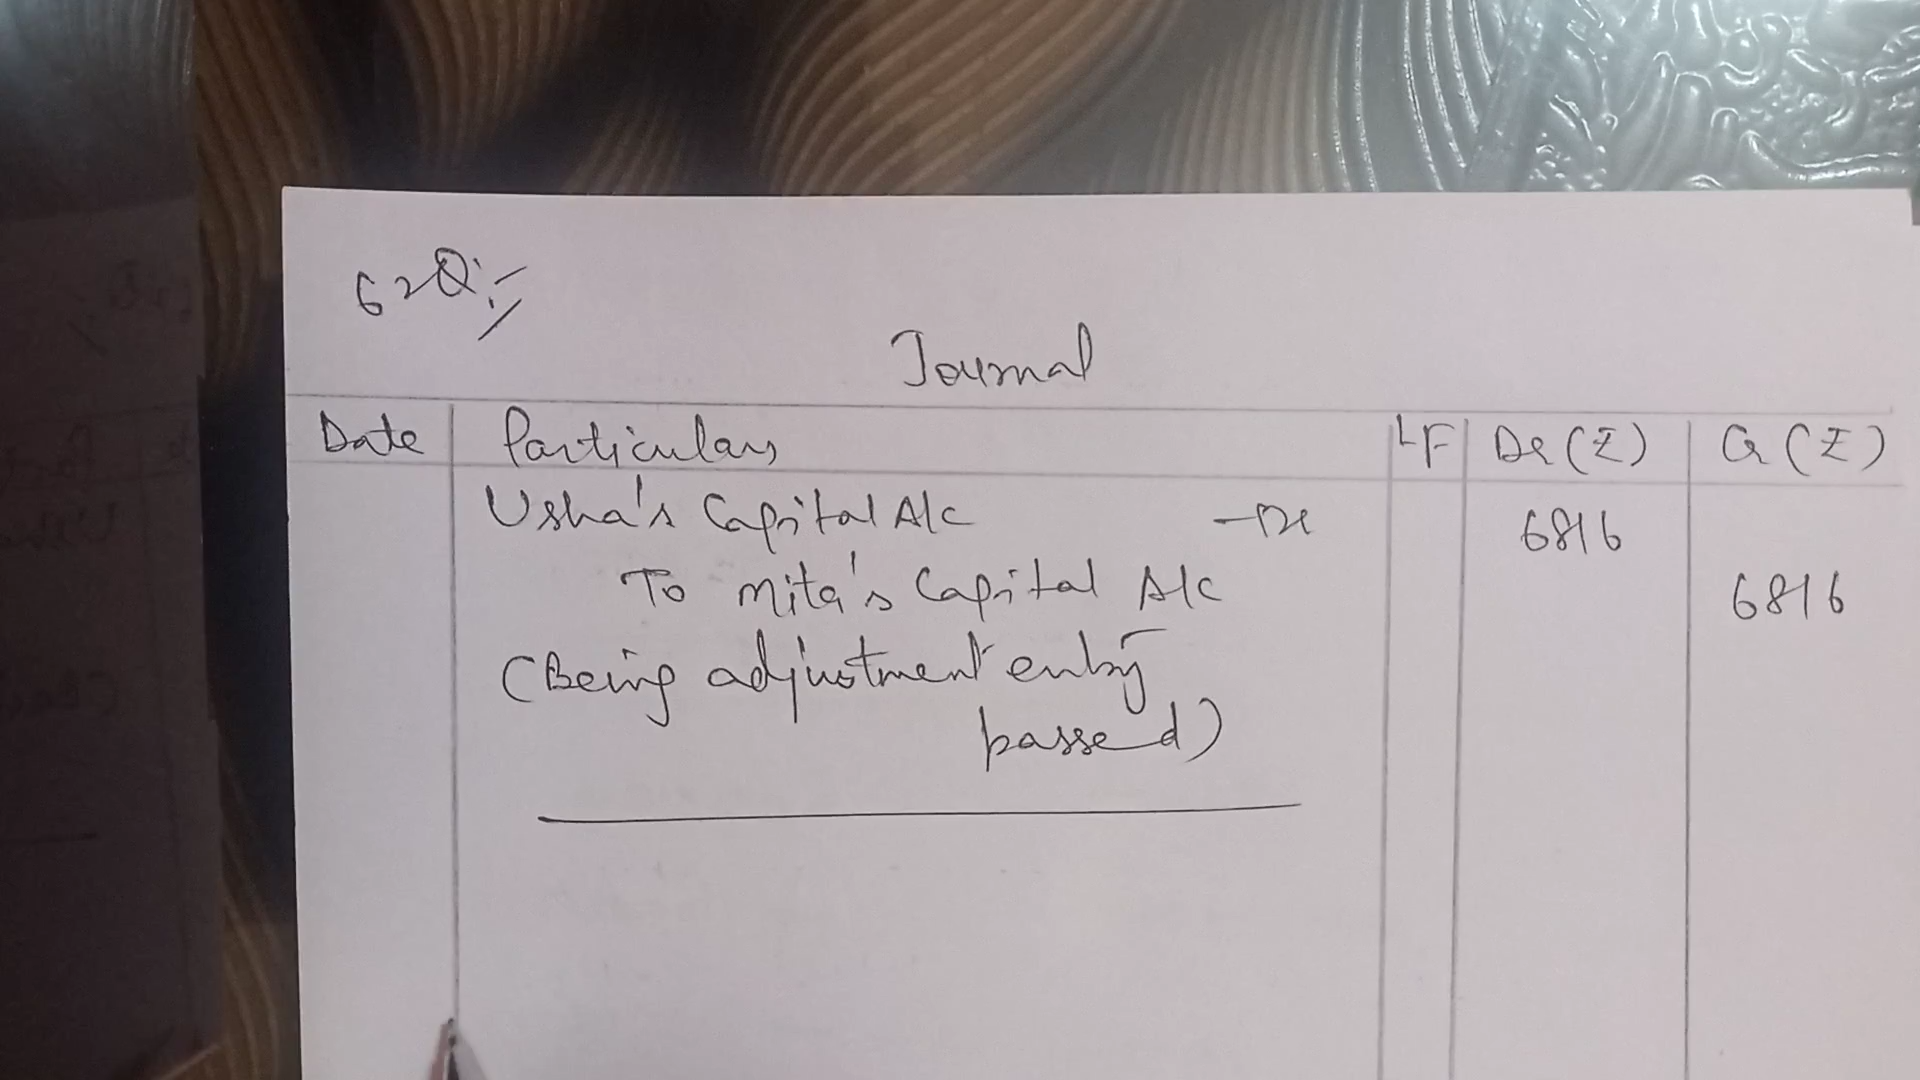 62Q:-
Journal
Date Particulars LF Dr (₹) Cr (₹)
Usha's Capital A/c -Dr 6816
To Mita's Capital A/c 6816
(Being adjustment entry
passed)